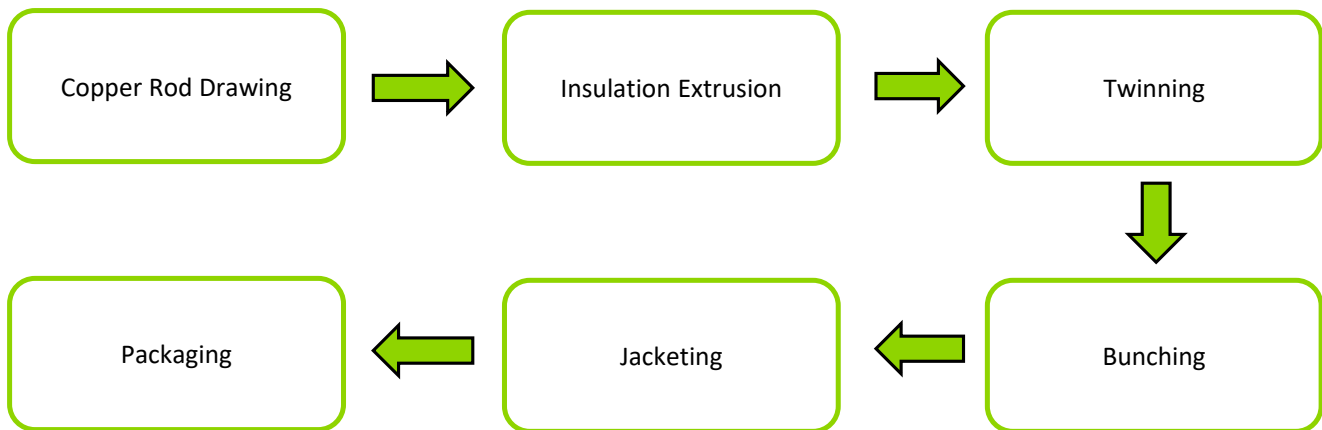 Copper Rod Drawing
Insulation Extrusion
Twinning
Bunching
Jacketing
Packaging